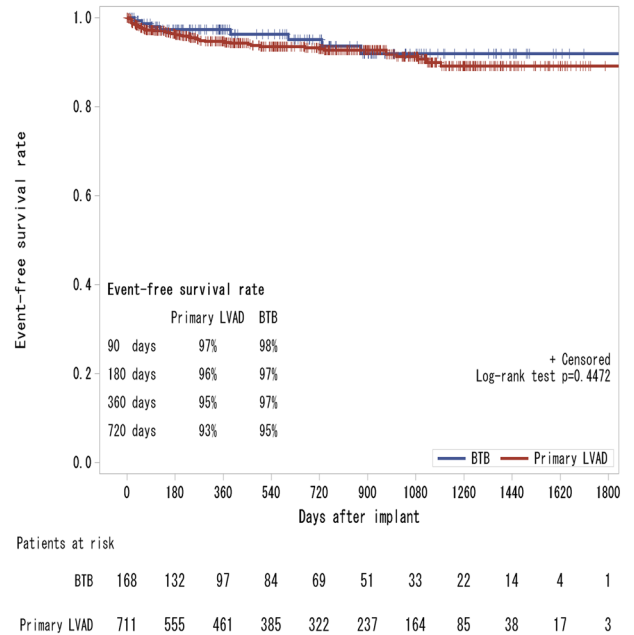 1.0
0.8
0.6
0.4
0.2
0.0
Event-free survival rate
Event-free survival rate
Primary LVAD BTB
90 days 97% 98%
180 days 96% 97%
360 days 95% 97%
720 days 93% 95%
+ Censored
Log-rank test p=0.4472
BTB Primary LVAD
0 180 360 540 720 900 1080 1260 1440 1620 1800
Days after implant
Patients at risk
BTB 168 132 97 84 69 51 33 22 14 4 1
Primary LVAD 711 555 461 385 322 237 164 85 38 17 3